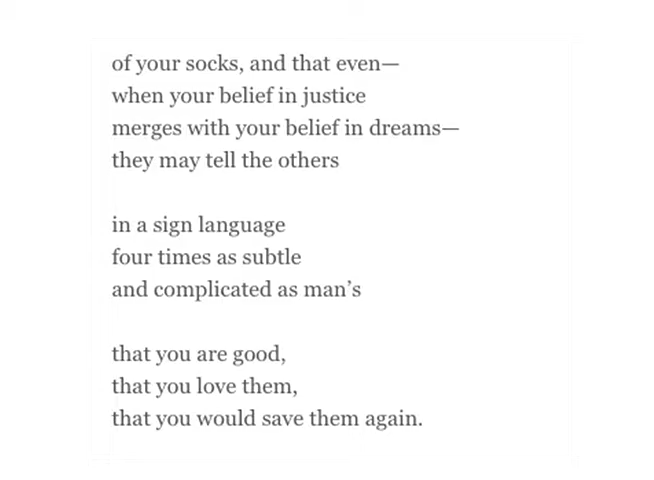 of your socks, and that even—
when your belief in justice
merges with your belief in dreams—
they may tell the others
in a sign language
four times as subtle
and complicated as man’s
that you are good,
that you love them,
that you would save them again.